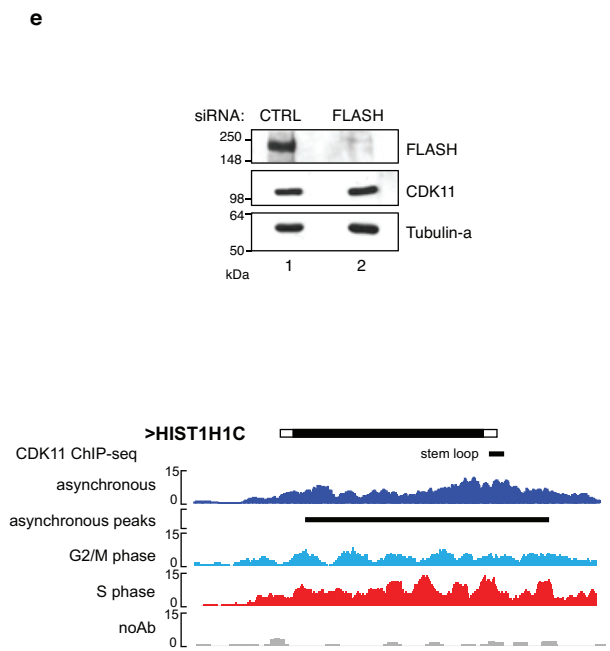 e
siRNA: CTRL FLASH
250
148
FLASH
98
CDK11
64
50
Tubulin-a
kDa
1 2
>HIST1H1C
CDK11 ChIP-seq
stem loop
asynchronous
15
0
asynchronous peaks
G2/M phase
15
0
S phase
15
0
noAb
15
0